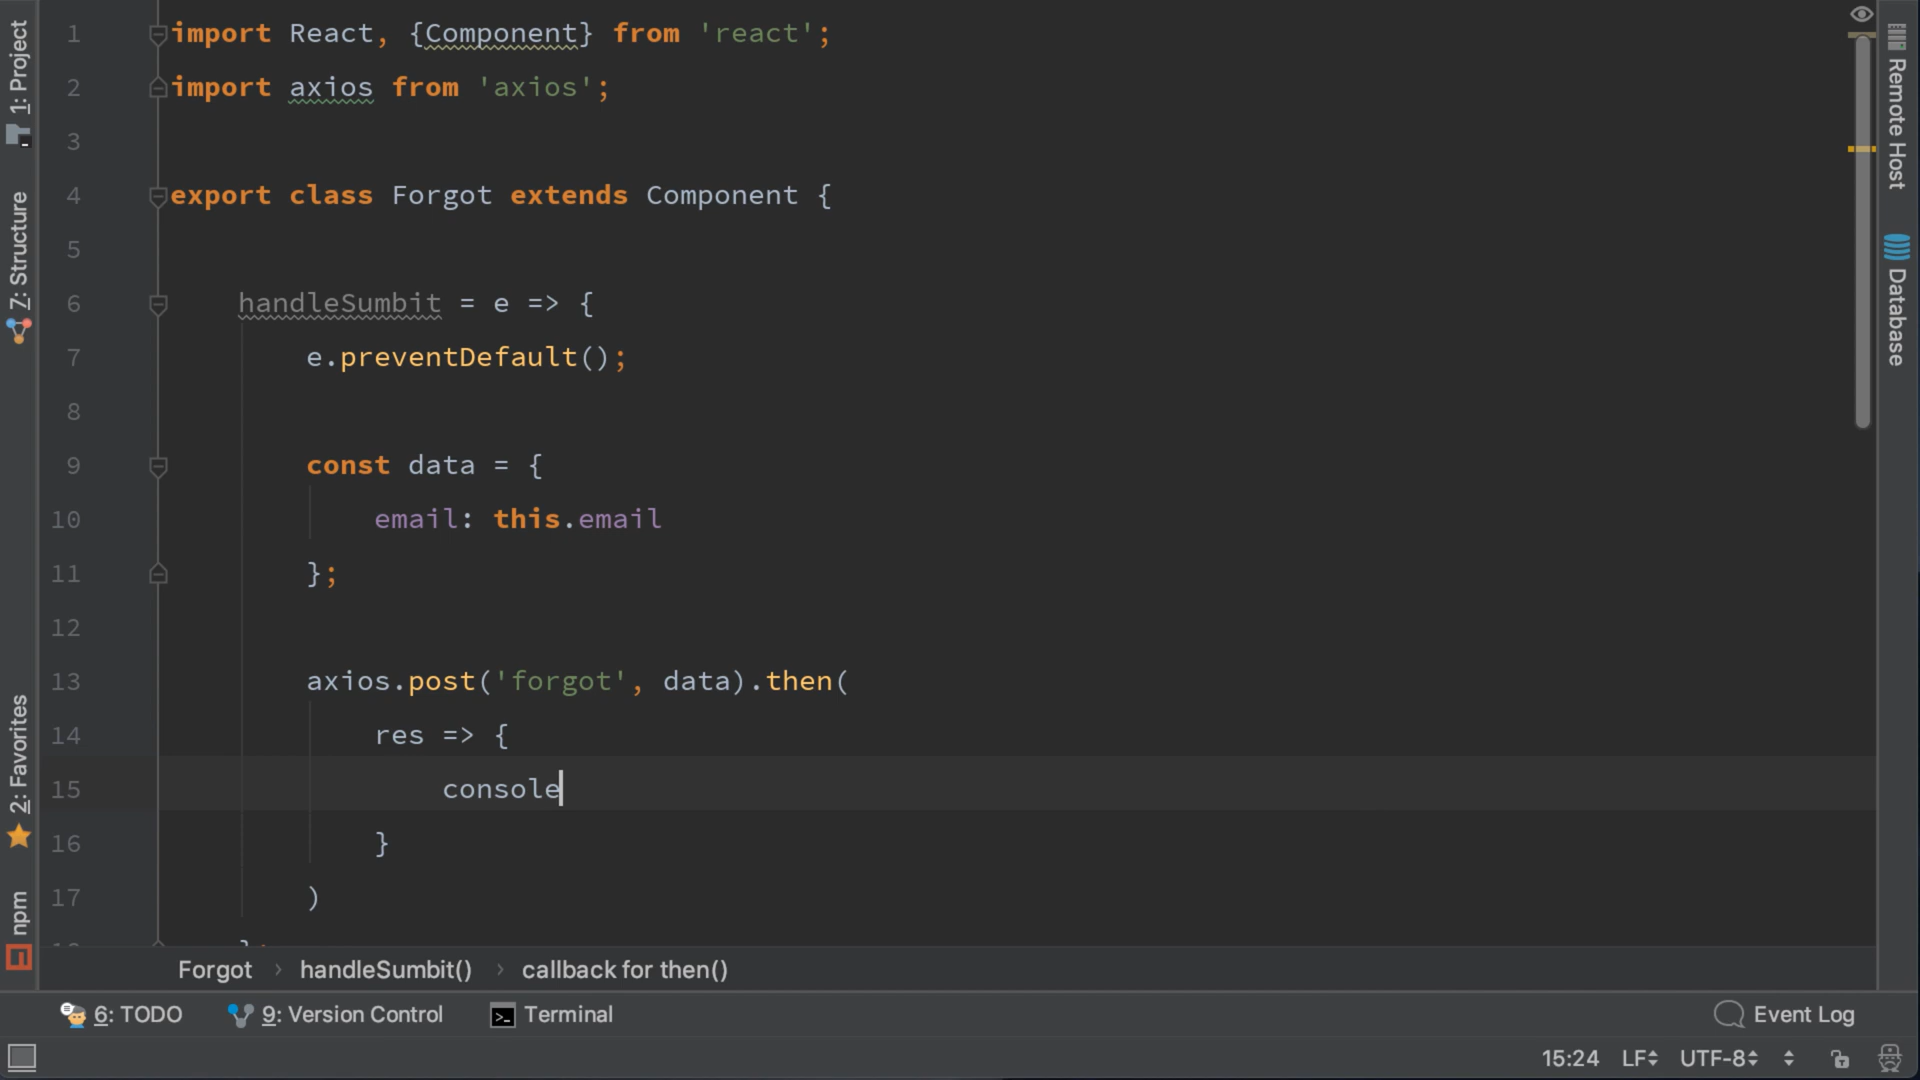 1 import React, {Component} from 'react';
2 import axios from 'axios';
3
4 export class Forgot extends Component {
5
6 handleSumbit = e => {
7 e.preventDefault();
8
9 const data = {
10 email: this.email
11 };
12
13 axios.post('forgot', data).then(
14 res => {
15 console
16 }
17 )
1: Project
7: Structure
2: Favorites
npm
Remote Host
Database
Forgot › handleSumbit() › callback for then()
6: TODO 9: Version Control Terminal Event Log
15:24 LF UTF-8